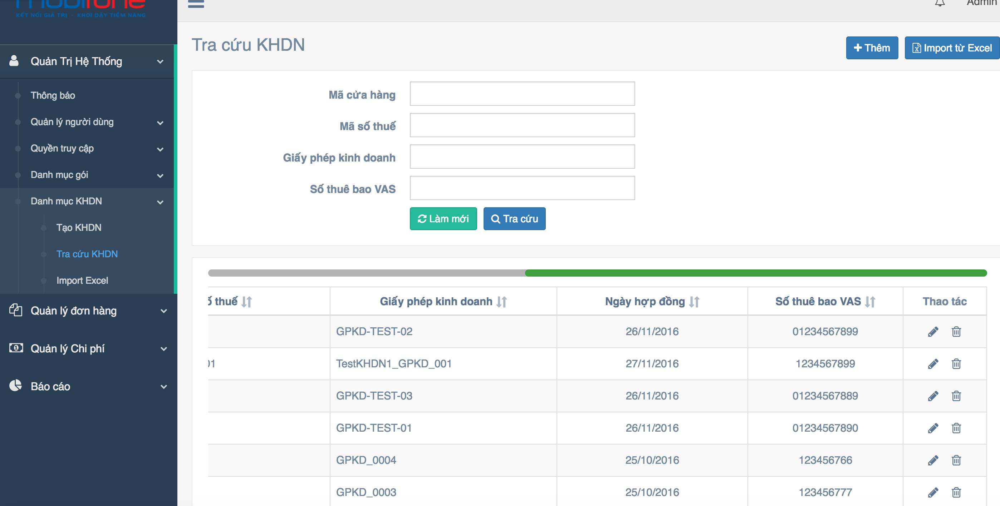 mobifone
KẾT NỐI GIÁ TRỊ - KHƠI DẬY TIỀM NĂNG
Admin
Quản Trị Hệ Thống
Thông báo
Quản lý người dùng
Quyền truy cập
Danh mục gói
Danh mục KHDN
Tạo KHDN
Tra cứu KHDN
Import Excel
Quản lý đơn hàng
Quản lý Chi phí
Báo cáo
Tra cứu KHDN
Thêm
Import từ Excel
Mã cửa hàng
Mã số thuế
Giấy phép kinh doanh
Số thuê bao VAS
Làm mới Tra cứu
ố thuế Giấy phép kinh doanh Ngày hợp đồng Số thuê bao VAS Thao tác
GPKD-TEST-02 26/11/2016 01234567899
01 TestKHDN1_GPKD_001 27/11/2016 1234567899
GPKD-TEST-03 26/11/2016 01234567889
GPKD-TEST-01 26/11/2016 01234567890
GPKD_0004 25/10/2016 123456766
GPKD_0003 25/10/2016 123456777